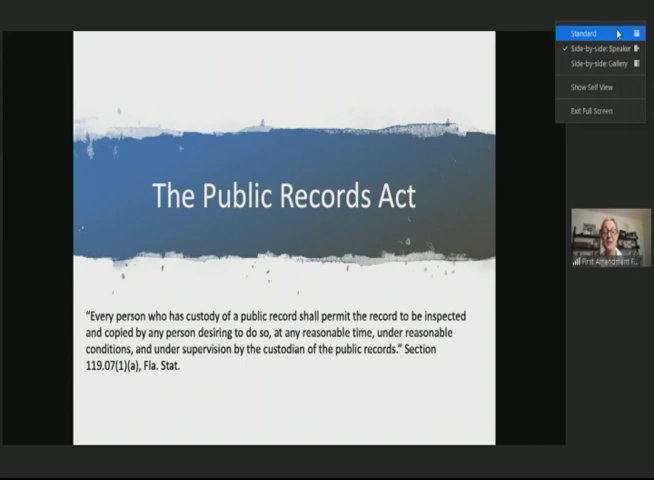 The Public Records Act
“Every person who has custody of a public record shall permit the record to be inspected
and copied by any person desiring to do so, at any reasonable time, under reasonable
conditions, and under supervision by the custodian of the public records.” Section
119.07(1)(a), Fla. Stat.
Standard
Side-by-side: Speaker
Side-by-side: Gallery
Show Self View
Exit Full Screen
First Amendment F...